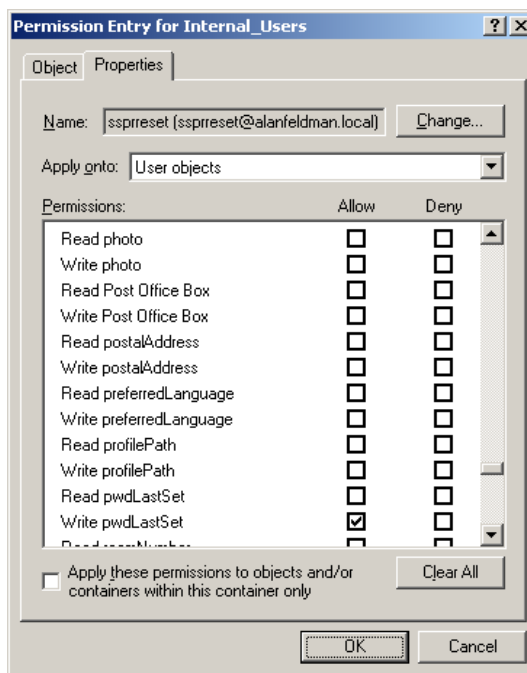 Permission Entry for Internal_Users
Object Properties
Name: ssprreset (ssprreset@alanfeldman.local) Change...
Apply onto: User objects
Permissions: Allow Deny
Read photo
Write photo
Read Post Office Box
Write Post Office Box
Read postalAddress
Write postalAddress
Read preferredLanguage
Write preferredLanguage
Read profilePath
Write profilePath
Read pwdLastSet
Write pwdLastSet
Apply these permissions to objects and/or Clear All
containers within this container only
OK Cancel